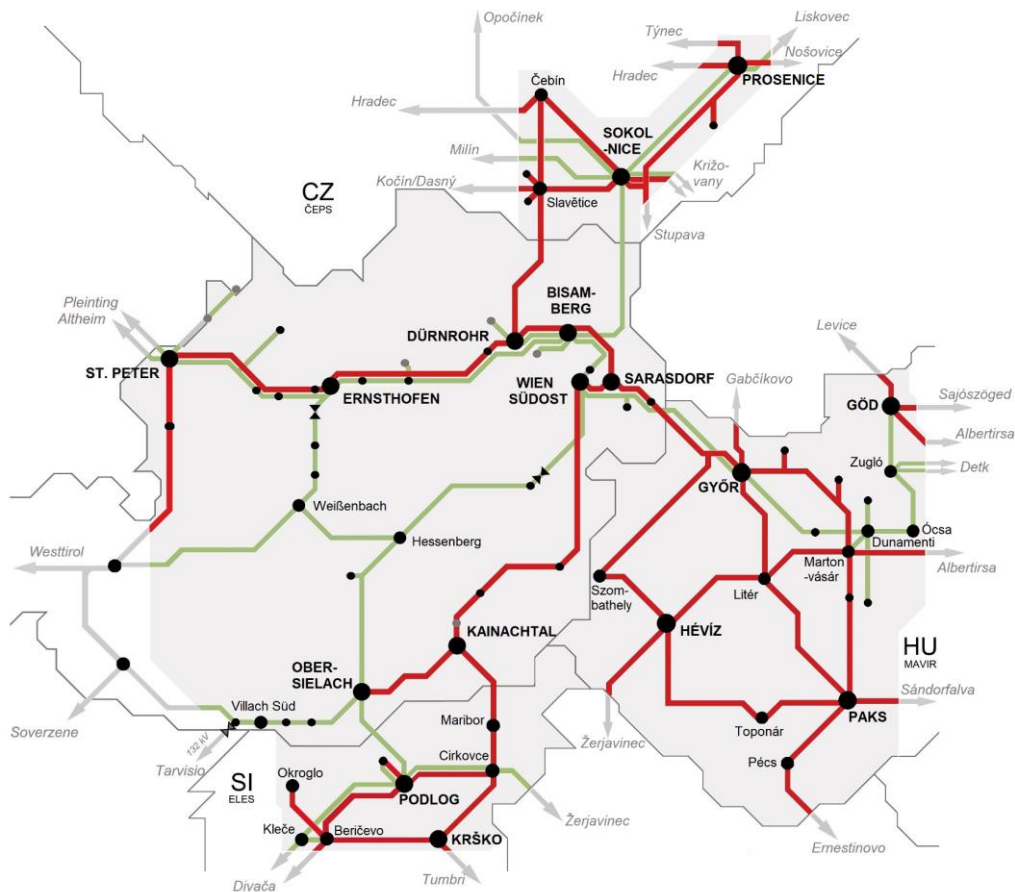 Opočínek
Liskovec
Týnec
Nošovice
Hradec
PROSENICE
Čebín
Hradec
SOKOL
-NICE
Milín
Križo-
vany
Kočín/Dasný
Slavětice
CZ
ČEPS
Stupava
BISAM-
BERG
Pleinting
Altheim
DÜRNROHR
Levice
ST. PETER
WIEN
SÜDOST
SARASDORF
Gabčíkovo
ERNSTHOFEN
GÖD
Sajószöged
Albertirsa
Zugló
Detk
GYŐR
Weißenbach
Ócsa
Dunamenti
Hessenberg
Westtirol
Marton
-vásár
Albertirsa
Szom-
bathely
Litér
HÉVÍZ
KAINACHTAL
HU
MAVIR
OBER-
SIELACH
Sándorfalva
PAKS
Villach Süd
Maribor
Toponár
Soverzene
132 kV
Žerjavinec
Tarvisio
Cirkovce
Pécs
SI
ELES
Okroglo
PODLOG
Žerjavinec
Kleče
Beričevo
KRŠKO
Ernestinovo
Divača
Tumbri